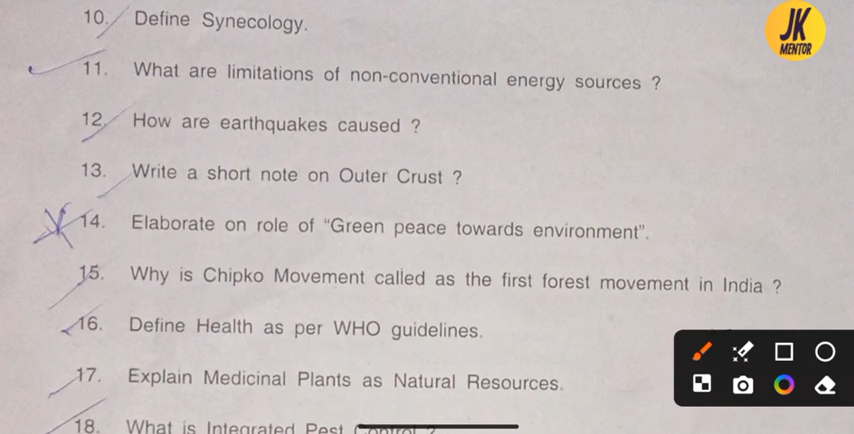 JK
MENTOR
10. Define Synecology.
11. What are limitations of non-conventional energy sources ?
12. How are earthquakes caused ?
13. Write a short note on Outer Crust ?
14. Elaborate on role of “Green peace towards environment”.
15. Why is Chipko Movement called as the first forest movement in India ?
16. Define Health as per WHO guidelines.
17. Explain Medicinal Plants as Natural Resources.
18. What is Integrated Pest Control ?